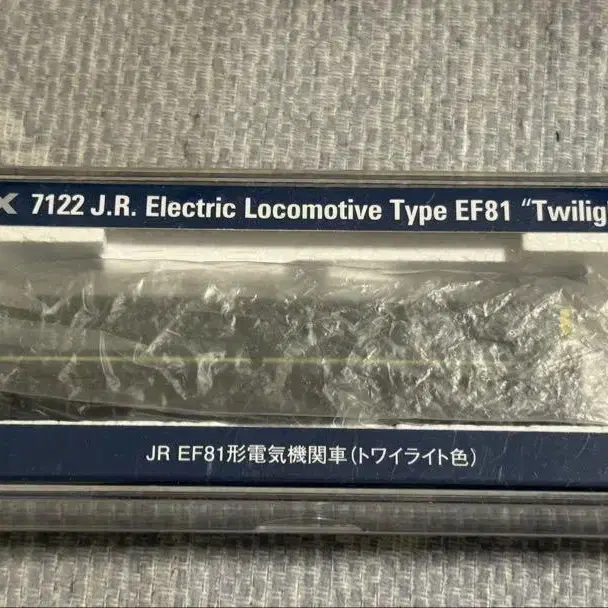 7122 J.R. Electric Locomotive Type EF81 "Twiligh
JR EF81形電気機関車(トワイライト色)